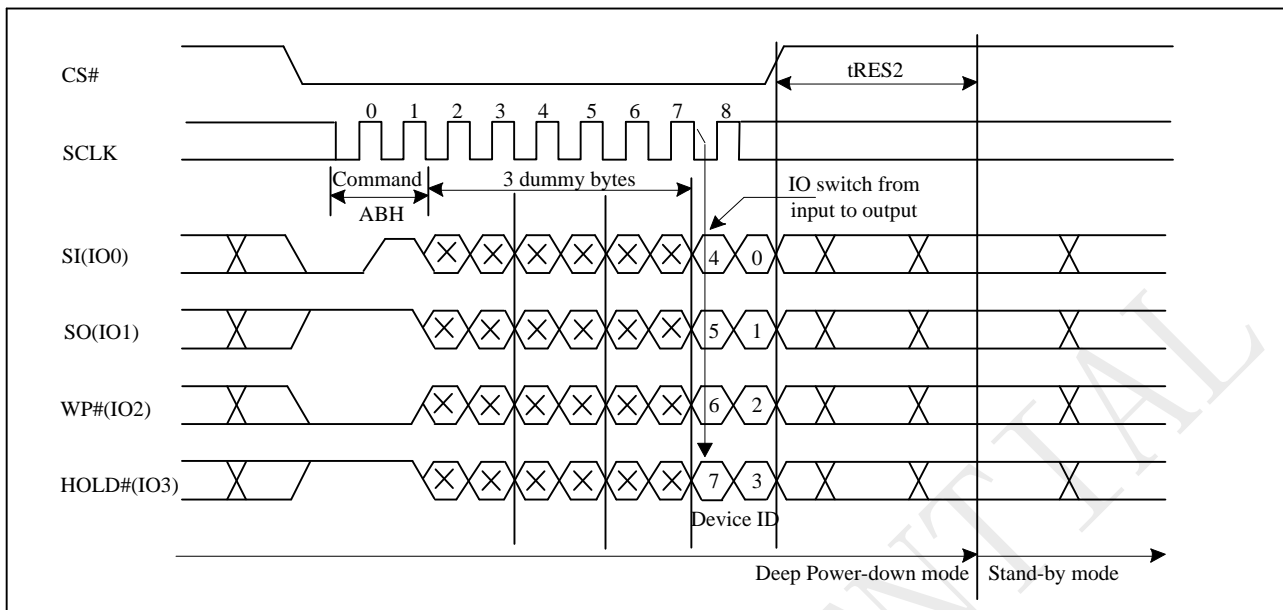 CS#
tRES2
0 1 2 3 4 5 6 7 8
SCLK
Command
ABH
3 dummy bytes
IO switch from
input to output
SI(IO0)
4 0
SO(IO1)
5 1
WP#(IO2)
6 2
HOLD#(IO3)
7 3
Device ID
Deep Power-down mode
Stand-by mode
NTIAL